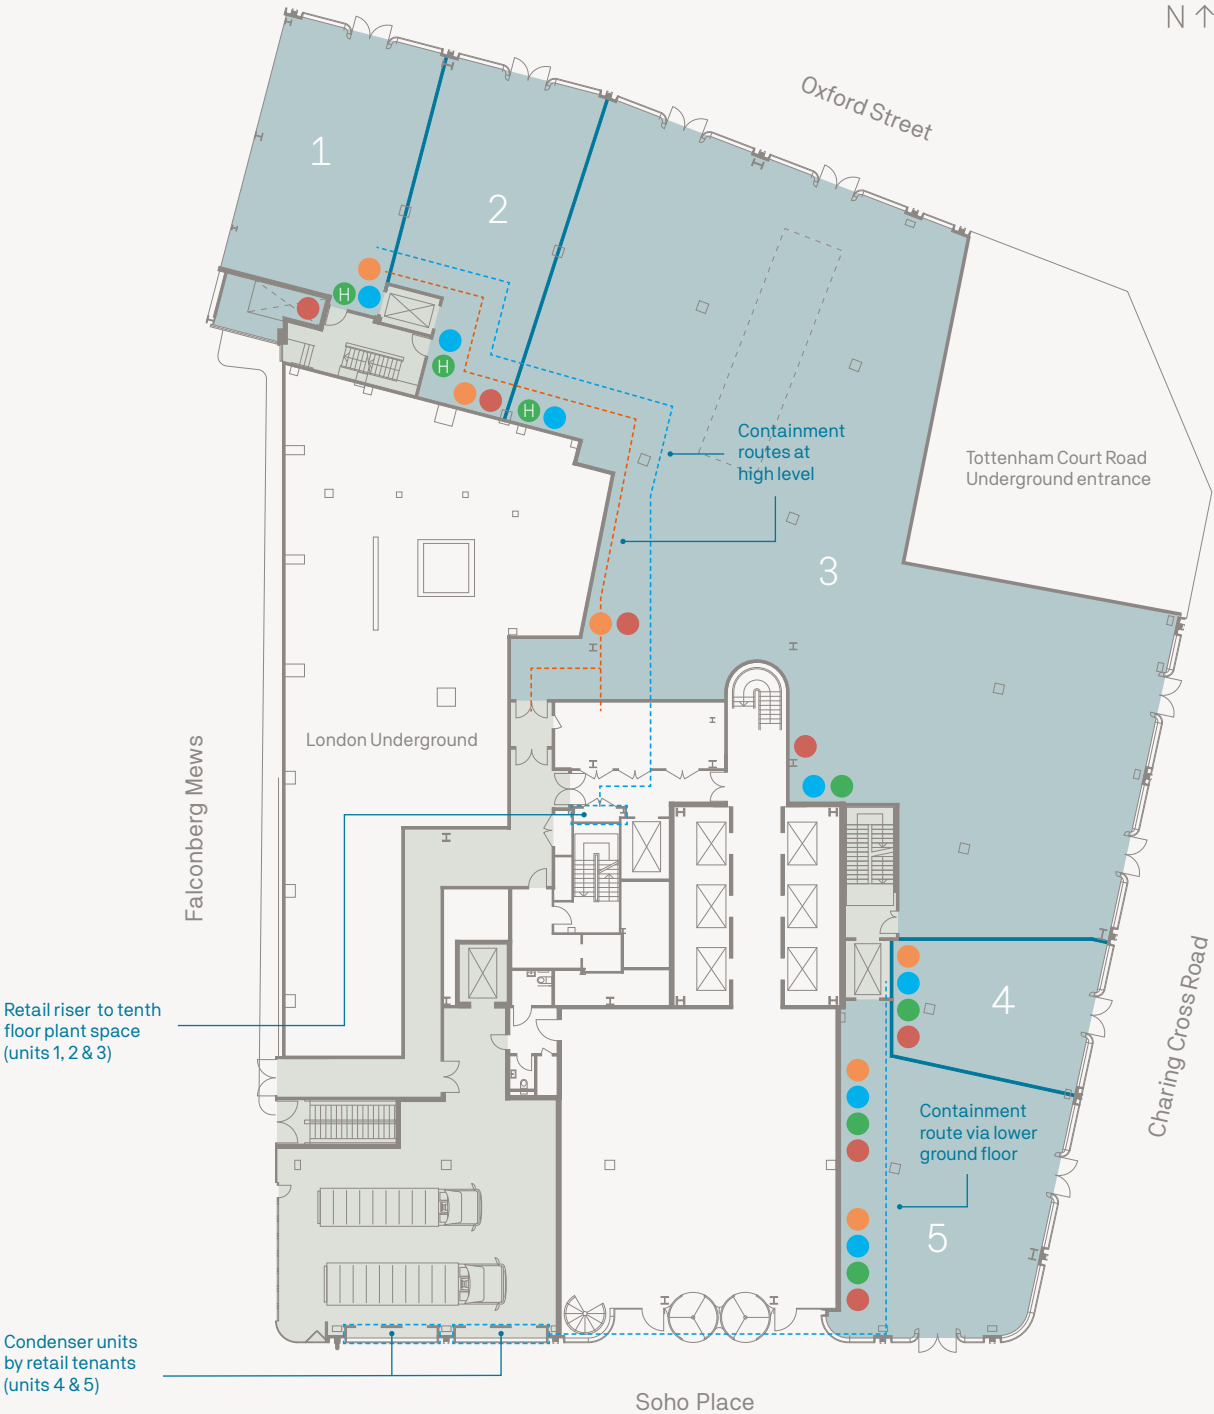 N
Oxford Street
1
2
H
H
H
Containment
routes at
high level
Tottenham Court Road
Underground entrance
3
London Underground
Falconberg Mews
Retail riser to tenth
floor plant space
(units 1, 2 & 3)
4
Charing Cross Road
Containment
route via lower
ground floor
5
Condenser units
by retail tenants
(units 4 & 5)
Soho Place